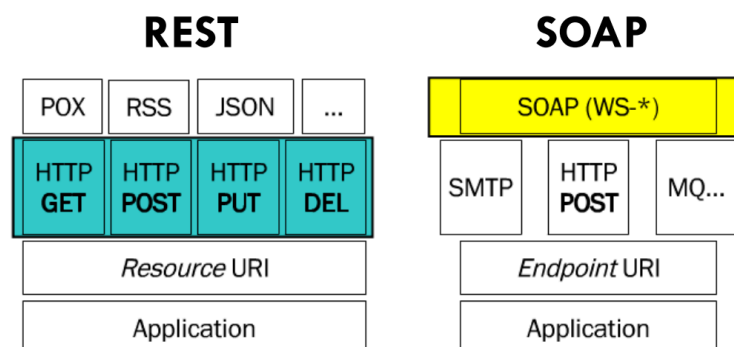 REST
POX RSS JSON ...
HTTP GET HTTP POST HTTP PUT HTTP DEL
Resource URI
Application
SOAP
SOAP (WS-*)
SMTP HTTP POST MQ...
Endpoint URI
Application